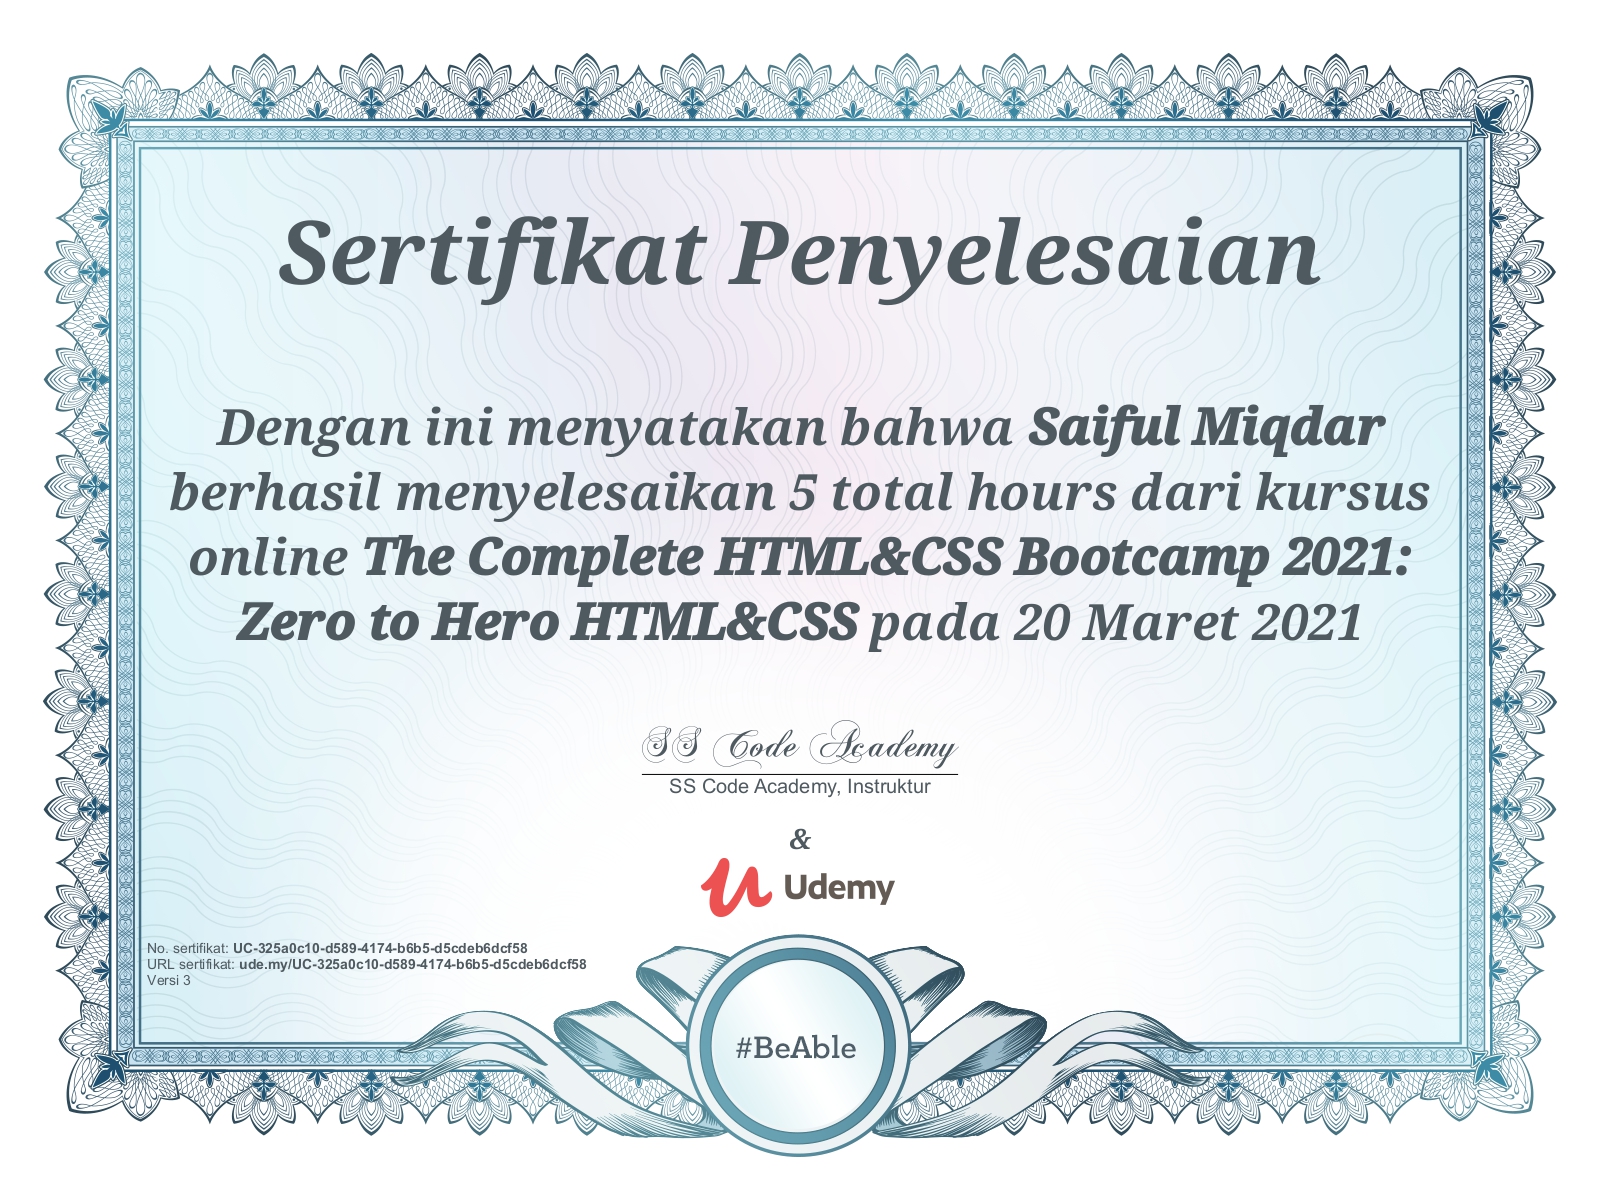 Sertifikat Penyelesaian
Dengan ini menyatakan bahwa Saiful Miqdar
berhasil menyelesaikan 5 total hours dari kursus
online The Complete HTML&CSS Bootcamp 2021:
Zero to Hero HTML&CSS pada 20 Maret 2021
SS Code Academy
SS Code Academy, Instruktur
&
Udemy
No. sertifikat: UC-325a0c10-d589-4174-b6b5-d5cdeb6dcf58
URL sertifikat: ude.my/UC-325a0c10-d589-4174-b6b5-d5cdeb6dcf58
Versi 3
#BeAble